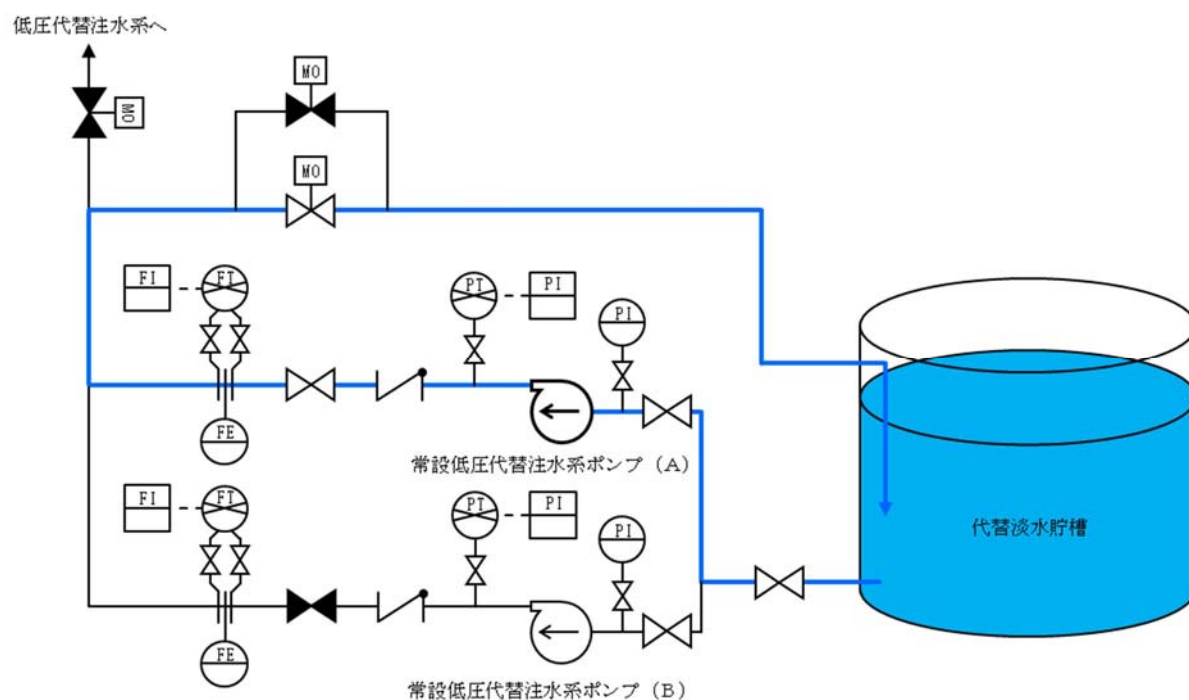 低圧代替注水系へ
MO
MO
MO
FI
FT
PT
PI
PI
FE
常設低圧代替注水系ポンプ（A）
FI
FT
PT
PI
PI
代替淡水貯槽
FE
常設低圧代替注水系ポンプ（B）